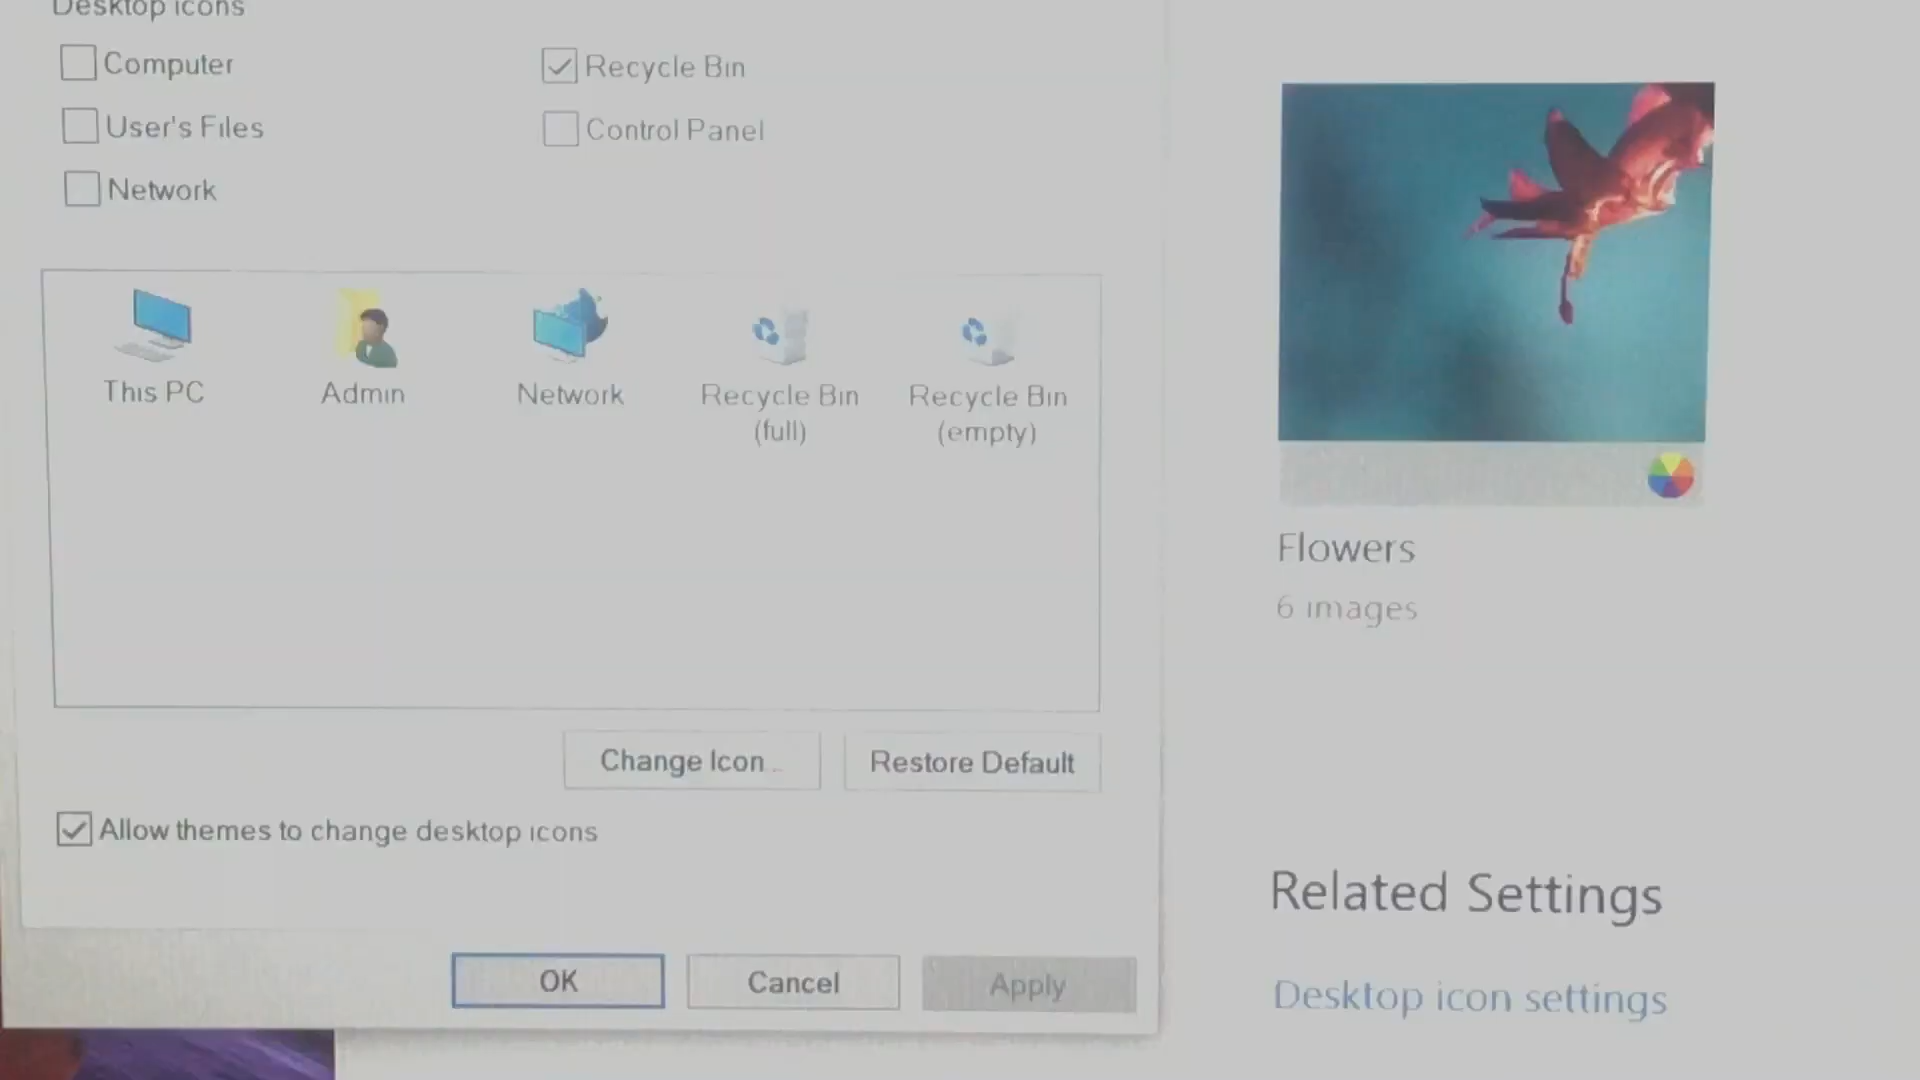 Desktop icons
Computer
Recycle Bin
User's Files
Control Panel
Network
This PC
Admin
Network
Recycle Bin
(full)
Recycle Bin
(empty)
Change Icon...
Restore Default
Allow themes to change desktop icons
OK
Cancel
Apply
Flowers
6 images
Related Settings
Desktop icon settings